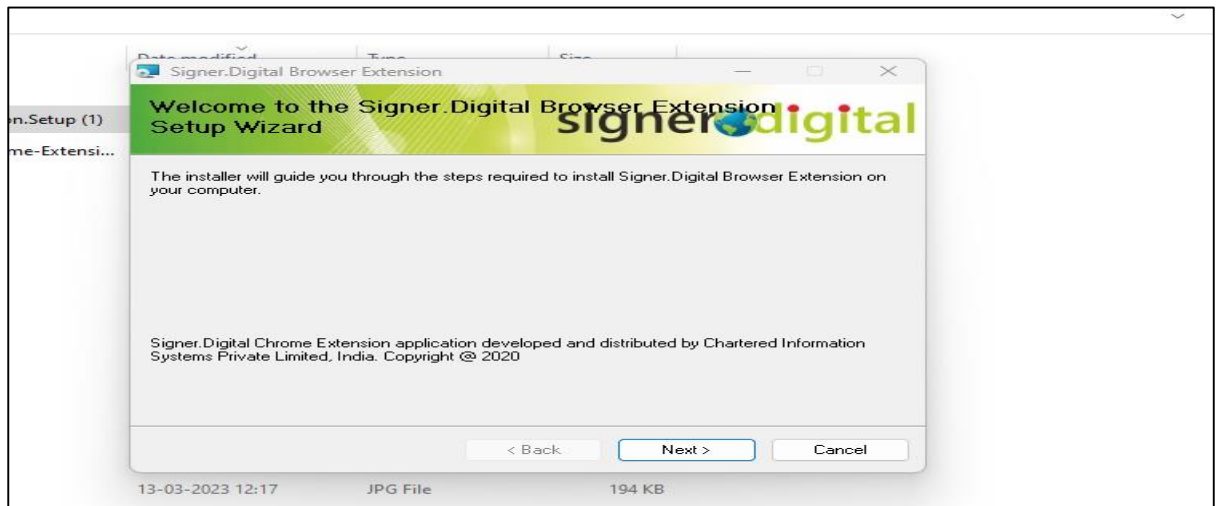 Date modified
Type
Size
Signer.Digital Browser Extension
on.Setup (1)
me-Extensi...
Welcome to the Signer.Digital Browser Extension
Setup Wizard
signer.digital
The installer will guide you through the steps required to install Signer.Digital Browser Extension on
your computer.
Signer.Digital Chrome Extension application developed and distributed by Chartered Information
Systems Private Limited, India. Copyright @ 2020
< Back
Next >
Cancel
13-03-2023 12:17
JPG File
194 KB